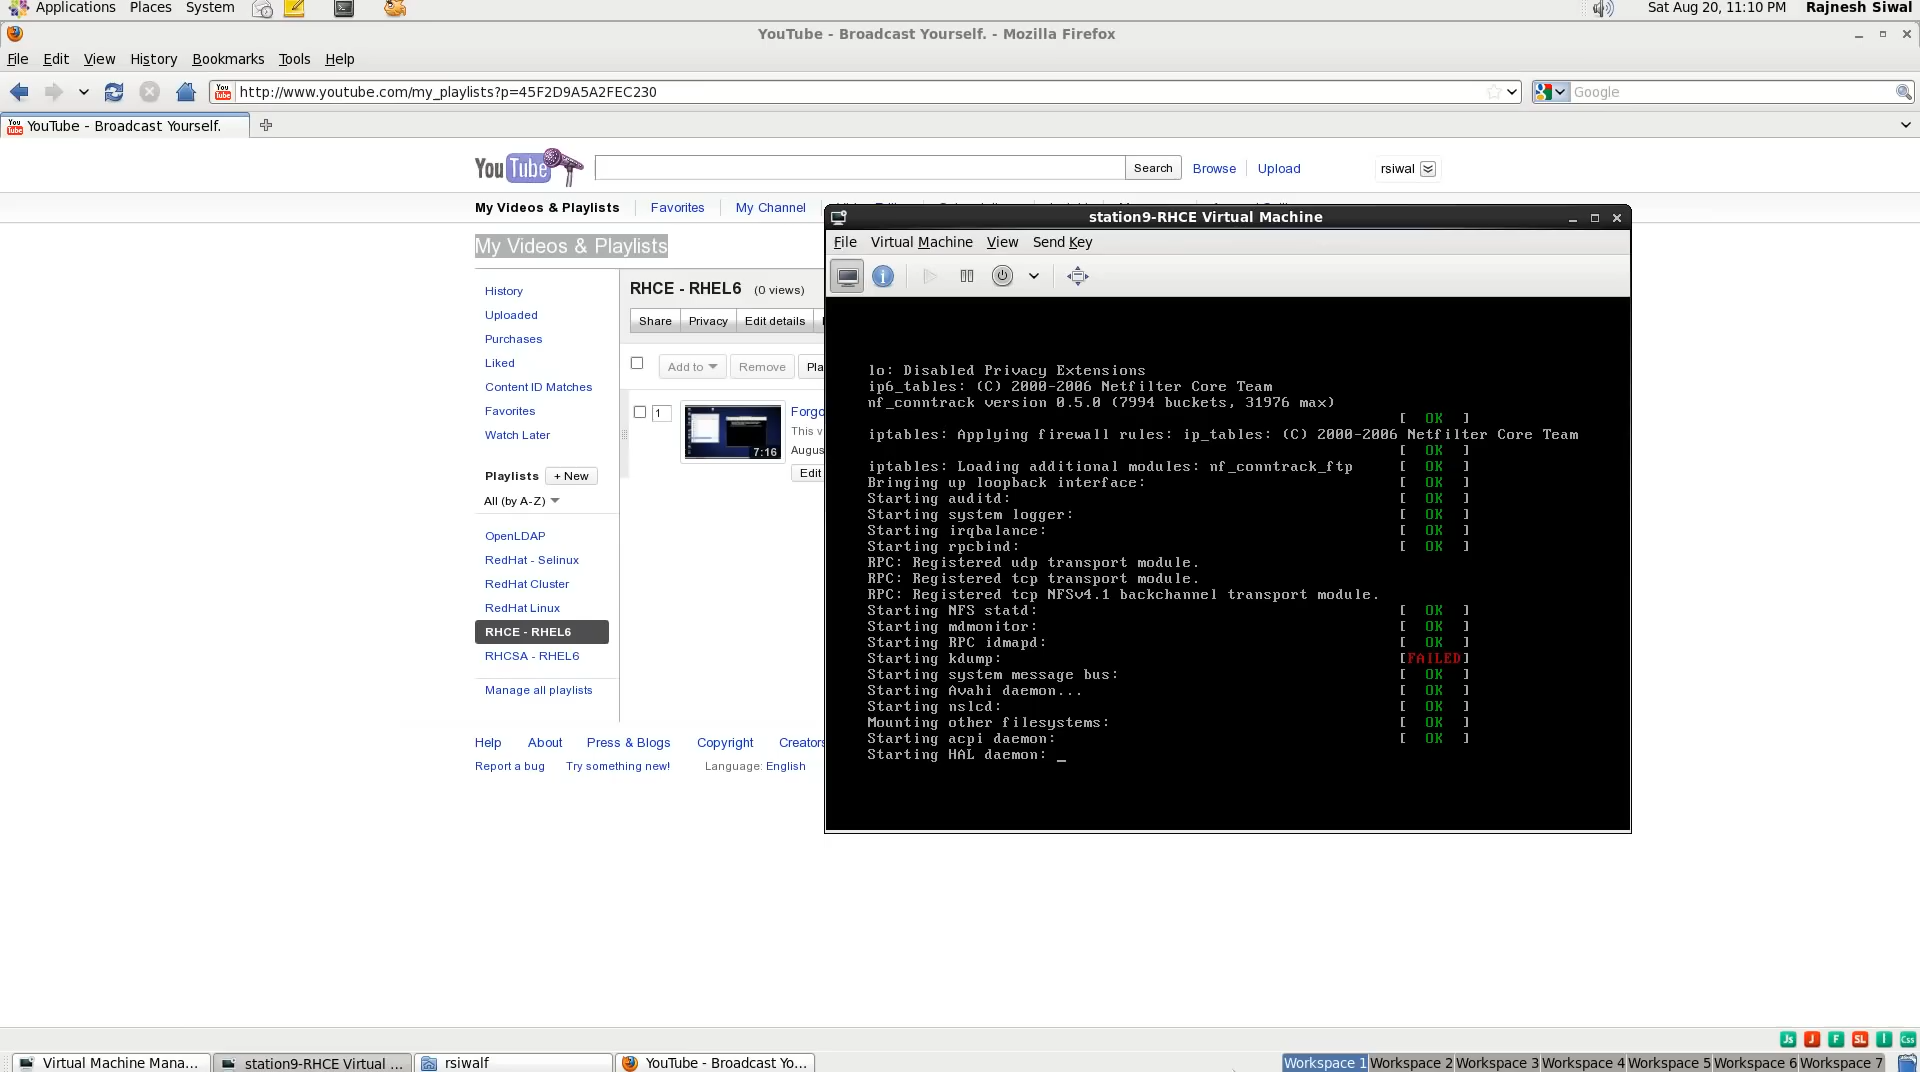 Applications Places System
Sat Aug 20, 11:10 PM Rajnesh Siwal
YouTube - Broadcast Yourself. - Mozilla Firefox
File Edit View History Bookmarks Tools Help
http://www.youtube.com/my_playlists?p=45F2D9A5A2FEC230
Google
YouTube - Broadcast Yourself.
YouTube
Search
Browse
Upload
rsiwal
My Videos & Playlists
Favorites
My Channel
My Videos & Playlists
History
Uploaded
Purchases
Liked
Content ID Matches
Favorites
Watch Later
Playlists
+ New
All (by A-Z)
OpenLDAP
RedHat - Selinux
RedHat Cluster
RedHat Linux
RHCE - RHEL6
RHCSA - RHEL6
Manage all playlists
RHCE - RHEL6 (0 views)
Share Privacy Edit details
Add to Remove Pla
1
7:16
Forgo
This v
Augus
Edit
Help About Press & Blogs Copyright Creators
Report a bug Try something new! Language: English
station9-RHCE Virtual Machine
File Virtual Machine View Send Key
lo: Disabled Privacy Extensions
ip6_tables: (C) 2000-2006 Netfilter Core Team
nf_conntrack version 0.5.0 (7994 buckets, 31976 max)
[ OK ]
iptables: Applying firewall rules: ip_tables: (C) 2000-2006 Netfilter Core Team
[ OK ]
iptables: Loading additional modules: nf_conntrack_ftp [ OK ]
Bringing up loopback interface: [ OK ]
Starting auditd: [ OK ]
Starting system logger: [ OK ]
Starting irqbalance: [ OK ]
Starting rpcbind: [ OK ]
RPC: Registered udp transport module.
RPC: Registered tcp transport module.
RPC: Registered tcp NFSv4.1 backchannel transport module.
Starting NFS statd: [ OK ]
Starting mdmonitor: [ OK ]
Starting RPC idmapd: [ OK ]
Starting kdump: [FAILED]
Starting system message bus: [ OK ]
Starting Avahi daemon... [ OK ]
Starting nslcd: [ OK ]
Mounting other filesystems: [ OK ]
Starting acpi daemon: [ OK ]
Starting HAL daemon: _
Js J F SL I Css
Virtual Machine Mana...
station9-RHCE Virtual ...
rsiwalf
YouTube - Broadcast Yo...
Workspace 1 Workspace 2 Workspace 3 Workspace 4 Workspace 5 Workspace 6 Workspace 7